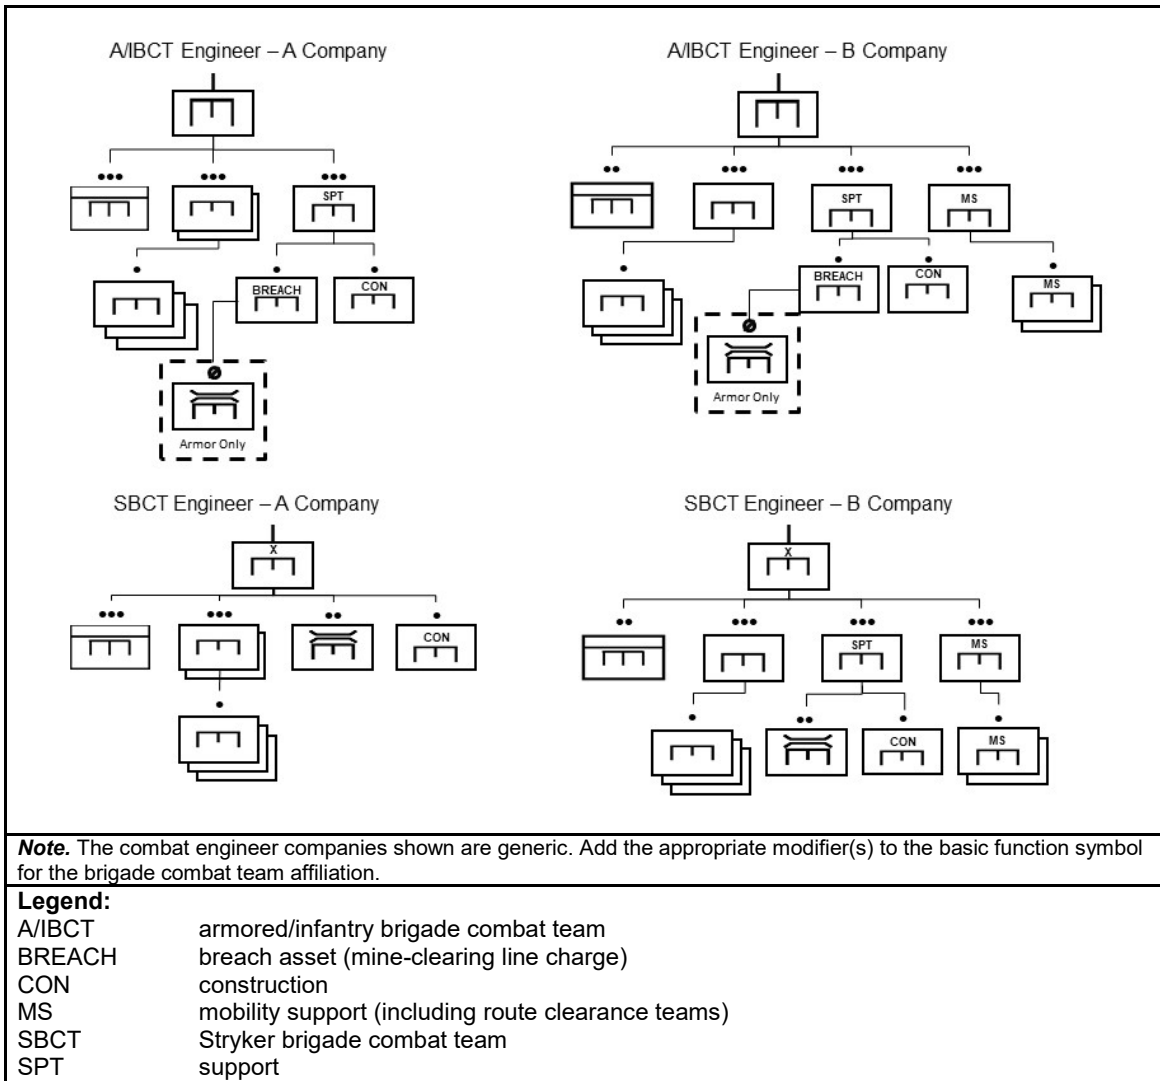 A/IBCT Engineer – A Company
A/IBCT Engineer – B Company
SPT
BREACH
CON
Armor Only
SPT
MS
BREACH
CON
MS
Armor Only
SBCT Engineer – A Company
SBCT Engineer – B Company
X
CON
X
SPT
MS
CON
MS
Note. The combat engineer companies shown are generic. Add the appropriate modifier(s) to the basic function symbol
for the brigade combat team affiliation.
Legend:
A/IBCT armored/infantry brigade combat team
BREACH breach asset (mine-clearing line charge)
CON construction
MS mobility support (including route clearance teams)
SBCT Stryker brigade combat team
SPT support